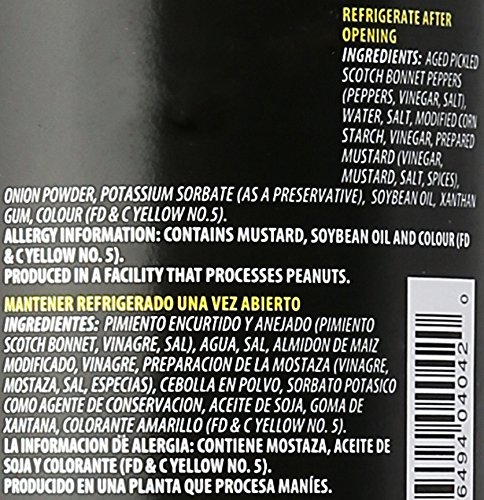 REFRIGERATE AFTER
OPENING
INGREDIENTS: AGED PICKLED
SCOTCH BONNET PEPPERS
(PEPPERS, VINEGAR, SALT),
WATER, SALT, MODIFIED CORN
STARCH, VINEGAR, PREPARED
MUSTARD (VINEGAR,
MUSTARD, SALT, SPICES),
ONION POWDER, POTASSIUM SORBATE (AS A PRESERVATIVE), SOYBEAN OIL, XANTHAN
GUM, COLOUR (FD & C YELLOW NO. 5).
ALLERGY INFORMATION: CONTAINS MUSTARD, SOYBEAN OIL AND COLOUR (FD
& C YELLOW NO. 5).
PRODUCED IN A FACILITY THAT PROCESSES PEANUTS.
MANTENER REFRIGERADO UNA VEZ ABIERTO
INGREDIENTES: PIMIENTO ENCURTIDO Y ANEJADO (PIMIENTO
SCOTCH BONNET, VINAGRE, SAL), AGUA, SAL, ALMIDON DE MAIZ
MODIFICADO, VINAGRE, PREPARACION DE LA MOSTAZA (VINAGRE,
MOSTAZA, SAL, ESPECIAS), CEBOLLA EN POLVO, SORBATO POTASICO
COMO AGENTE DE CONSERVACION, ACEITE DE SOJA, GOMA DE
XANTANA, COLORANTE AMARILLO (FD & C YELLOW NO. 5).
LA INFORMACION DE ALERGIA: CONTIENE MOSTAZA, ACEITE DE
SOJA Y COLORANTE (FD & C YELLOW NO. 5).
PRODUCIDO EN UNA PLANTA QUE PROCESA MANÍES.
6494 04042 0